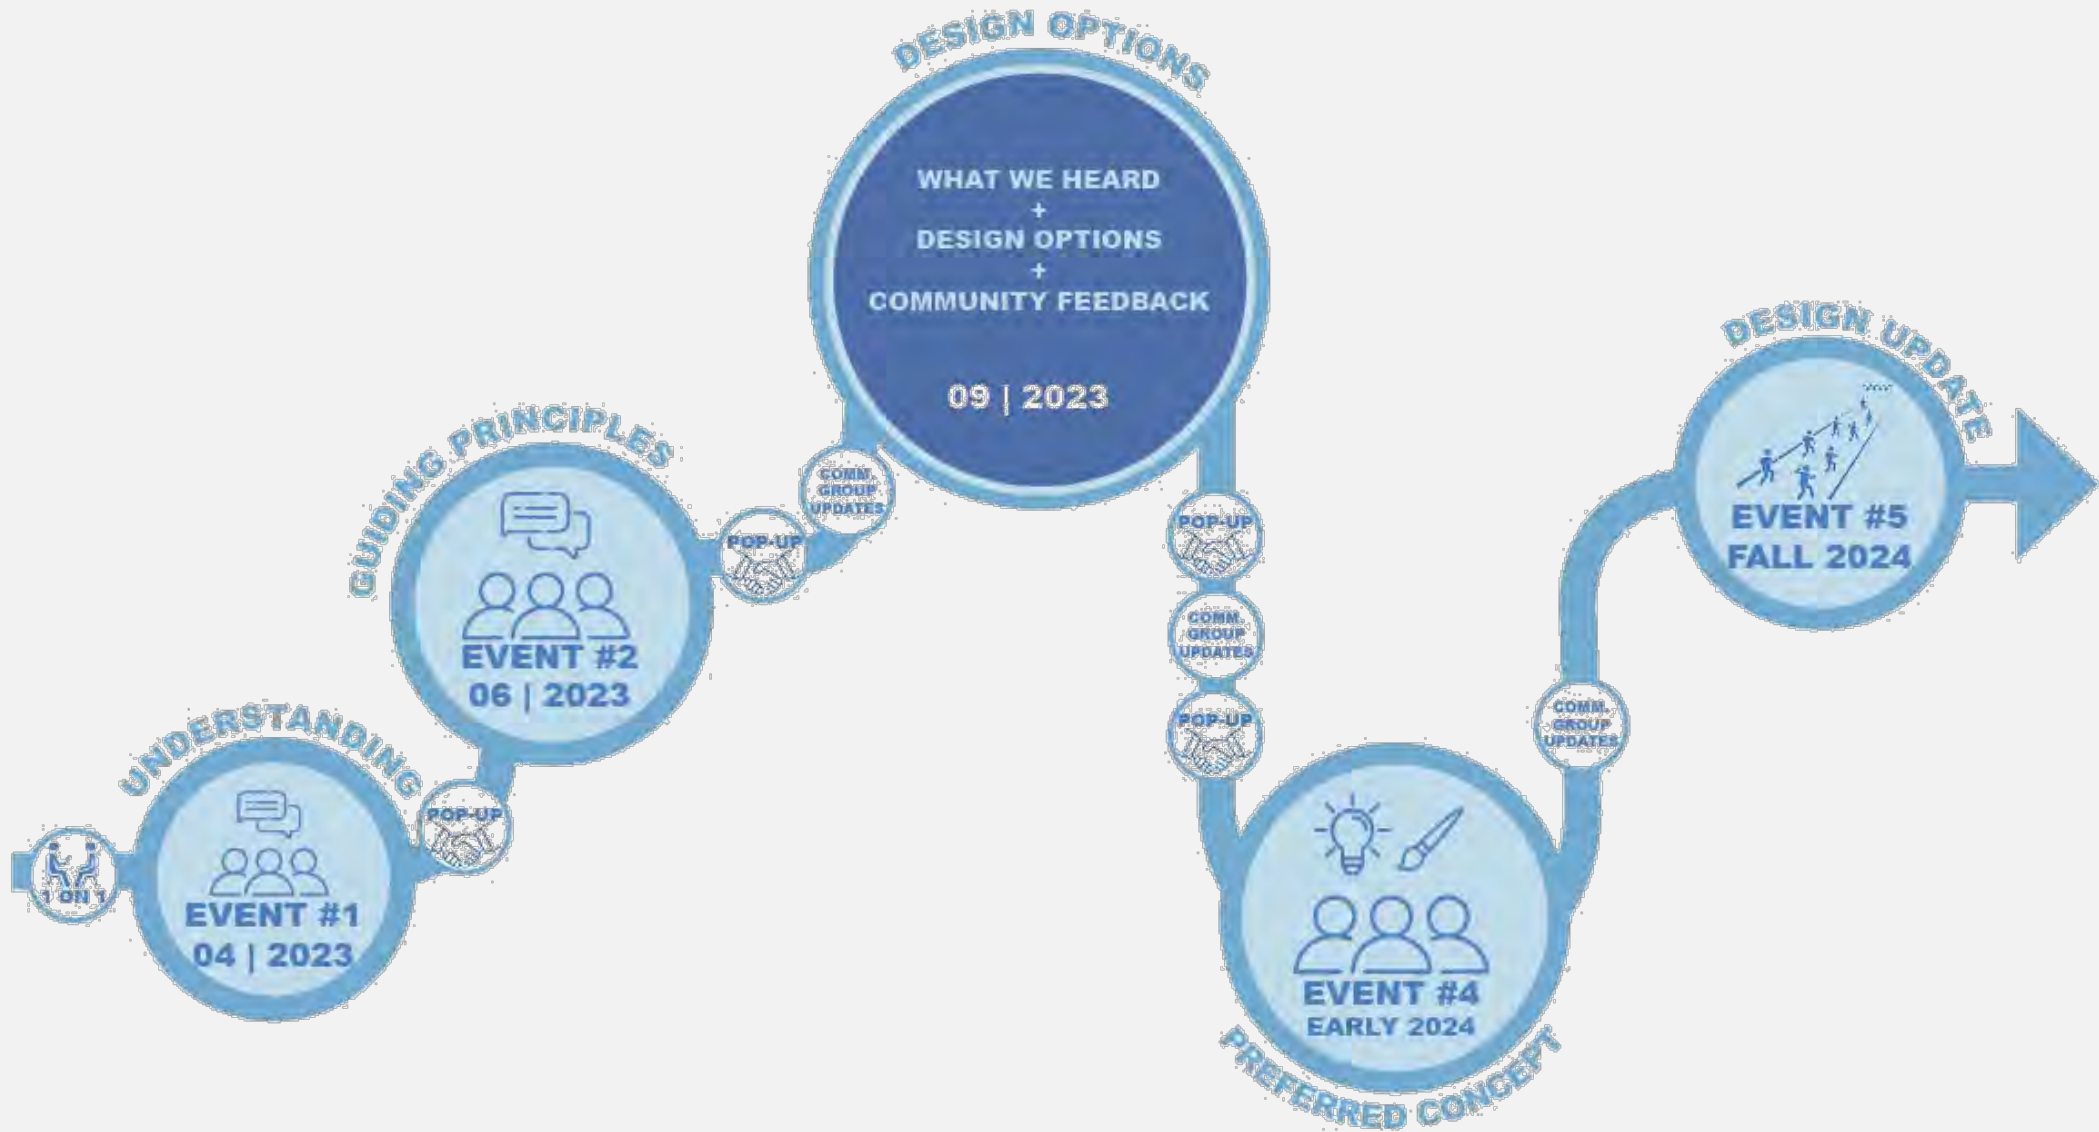 1 ON 1
UNDERSTANDING
EVENT #1
04 | 2023
POP-UP
GUIDING PRINCIPLES
EVENT #2
06 | 2023
POP-UP
COMM.
GROUP
UPDATES
DESIGN OPTIONS
WHAT WE HEARD
+
DESIGN OPTIONS
+
COMMUNITY FEEDBACK
09 | 2023
POP-UP
COMM.
GROUP
UPDATES
POP-UP
EVENT #4
EARLY 2024
PREFERRED CONCEPT
COMM.
GROUP
UPDATES
DESIGN UPDATE
EVENT #5
FALL 2024